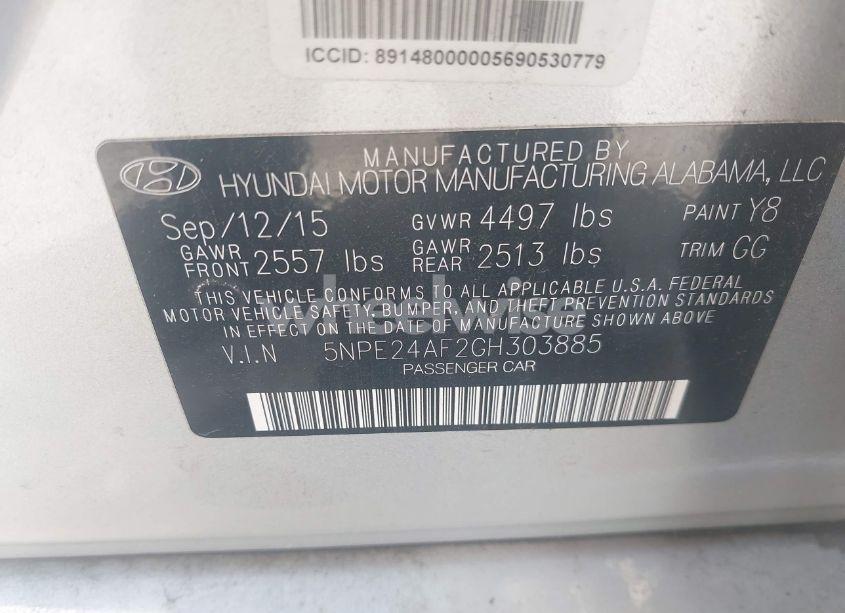 ICCID: 89148000005690530779
MANUFACTURED BY
HYUNDAI MOTOR MANUFACTURING ALABAMA, LLC
Sep/12/15 GVWR 4497 lbs PAINT Y8
GAWR FRONT 2557 lbs GAWR REAR 2513 lbs TRIM GG
THIS VEHICLE CONFORMS TO ALL APPLICABLE U.S.A. FEDERAL
MOTOR VEHICLE SAFETY, BUMPER, AND THEFT PREVENTION STANDARDS
IN EFFECT ON THE DATE OF MANUFACTURE SHOWN ABOVE
wheelwise
V.I.N 5NPE24AF2GH303885
PASSENGER CAR